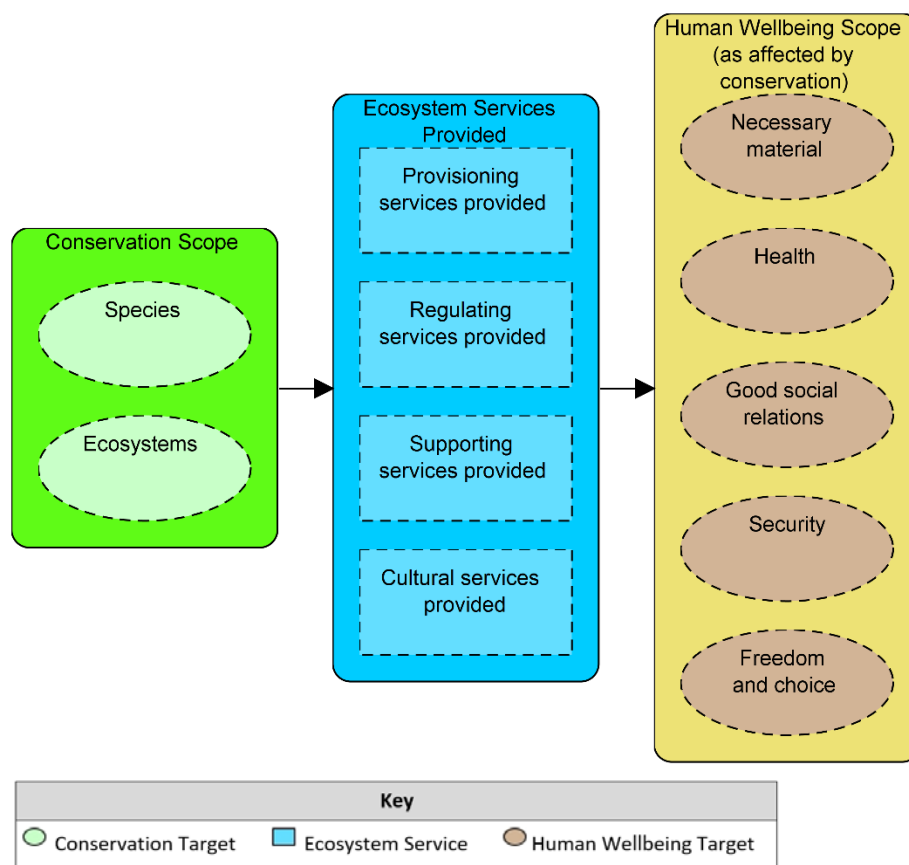 Conservation Scope
Species
Ecosystems
Ecosystem Services
Provided
Provisioning
services provided
Regulating
services provided
Supporting
services provided
Cultural services
provided
Human Wellbeing Scope
(as affected by
conservation)
Necessary
material
Health
Good social
relations
Security
Freedom
and choice
Key
Conservation Target Ecosystem Service Human Wellbeing Target